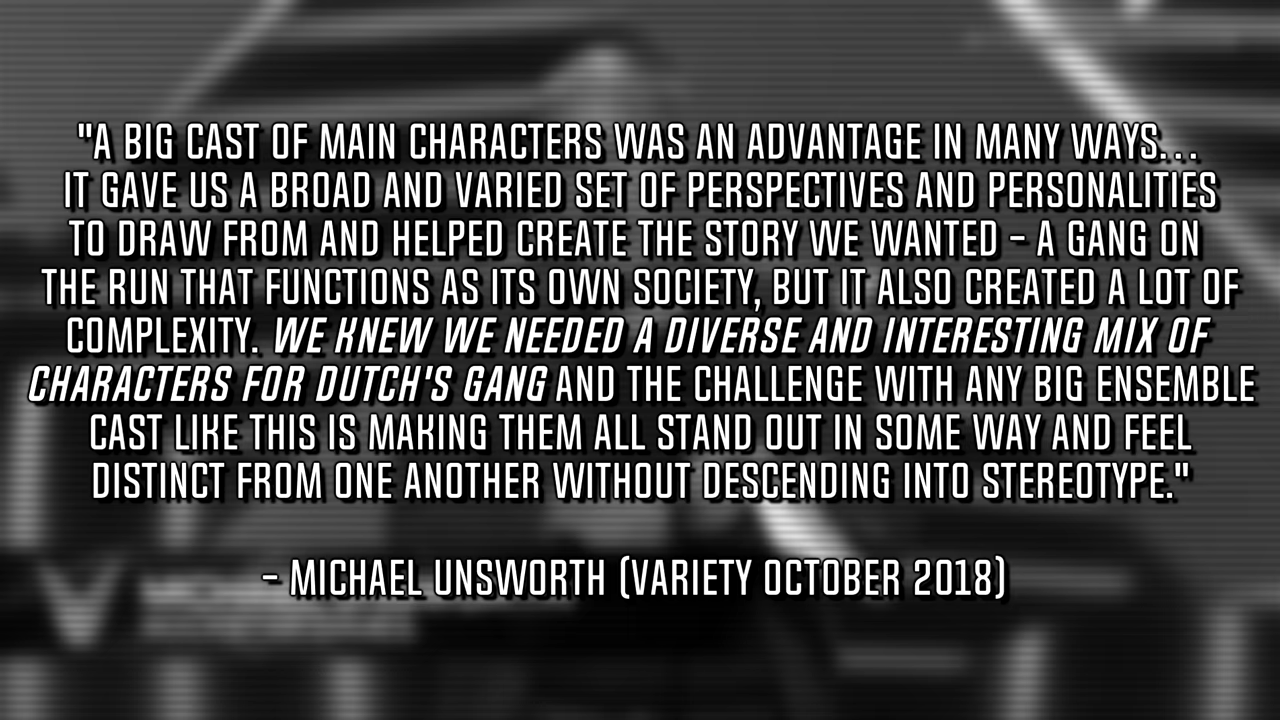 "A BIG CAST OF MAIN CHARACTERS WAS AN ADVANTAGE IN MANY WAYS...
IT GAVE US A BROAD AND VARIED SET OF PERSPECTIVES AND PERSONALITIES
TO DRAW FROM AND HELPED CREATE THE STORY WE WANTED – A GANG ON
THE RUN THAT FUNCTIONS AS ITS OWN SOCIETY, BUT IT ALSO CREATED A LOT OF
COMPLEXITY. WE KNEW WE NEEDED A DIVERSE AND INTERESTING MIX OF
CHARACTERS FOR DUTCH'S GANG AND THE CHALLENGE WITH ANY BIG ENSEMBLE
CAST LIKE THIS IS MAKING THEM ALL STAND OUT IN SOME WAY AND FEEL
DISTINCT FROM ONE ANOTHER WITHOUT DESCENDING INTO STEREOTYPE."
– MICHAEL UNSWORTH (VARIETY OCTOBER 2018)